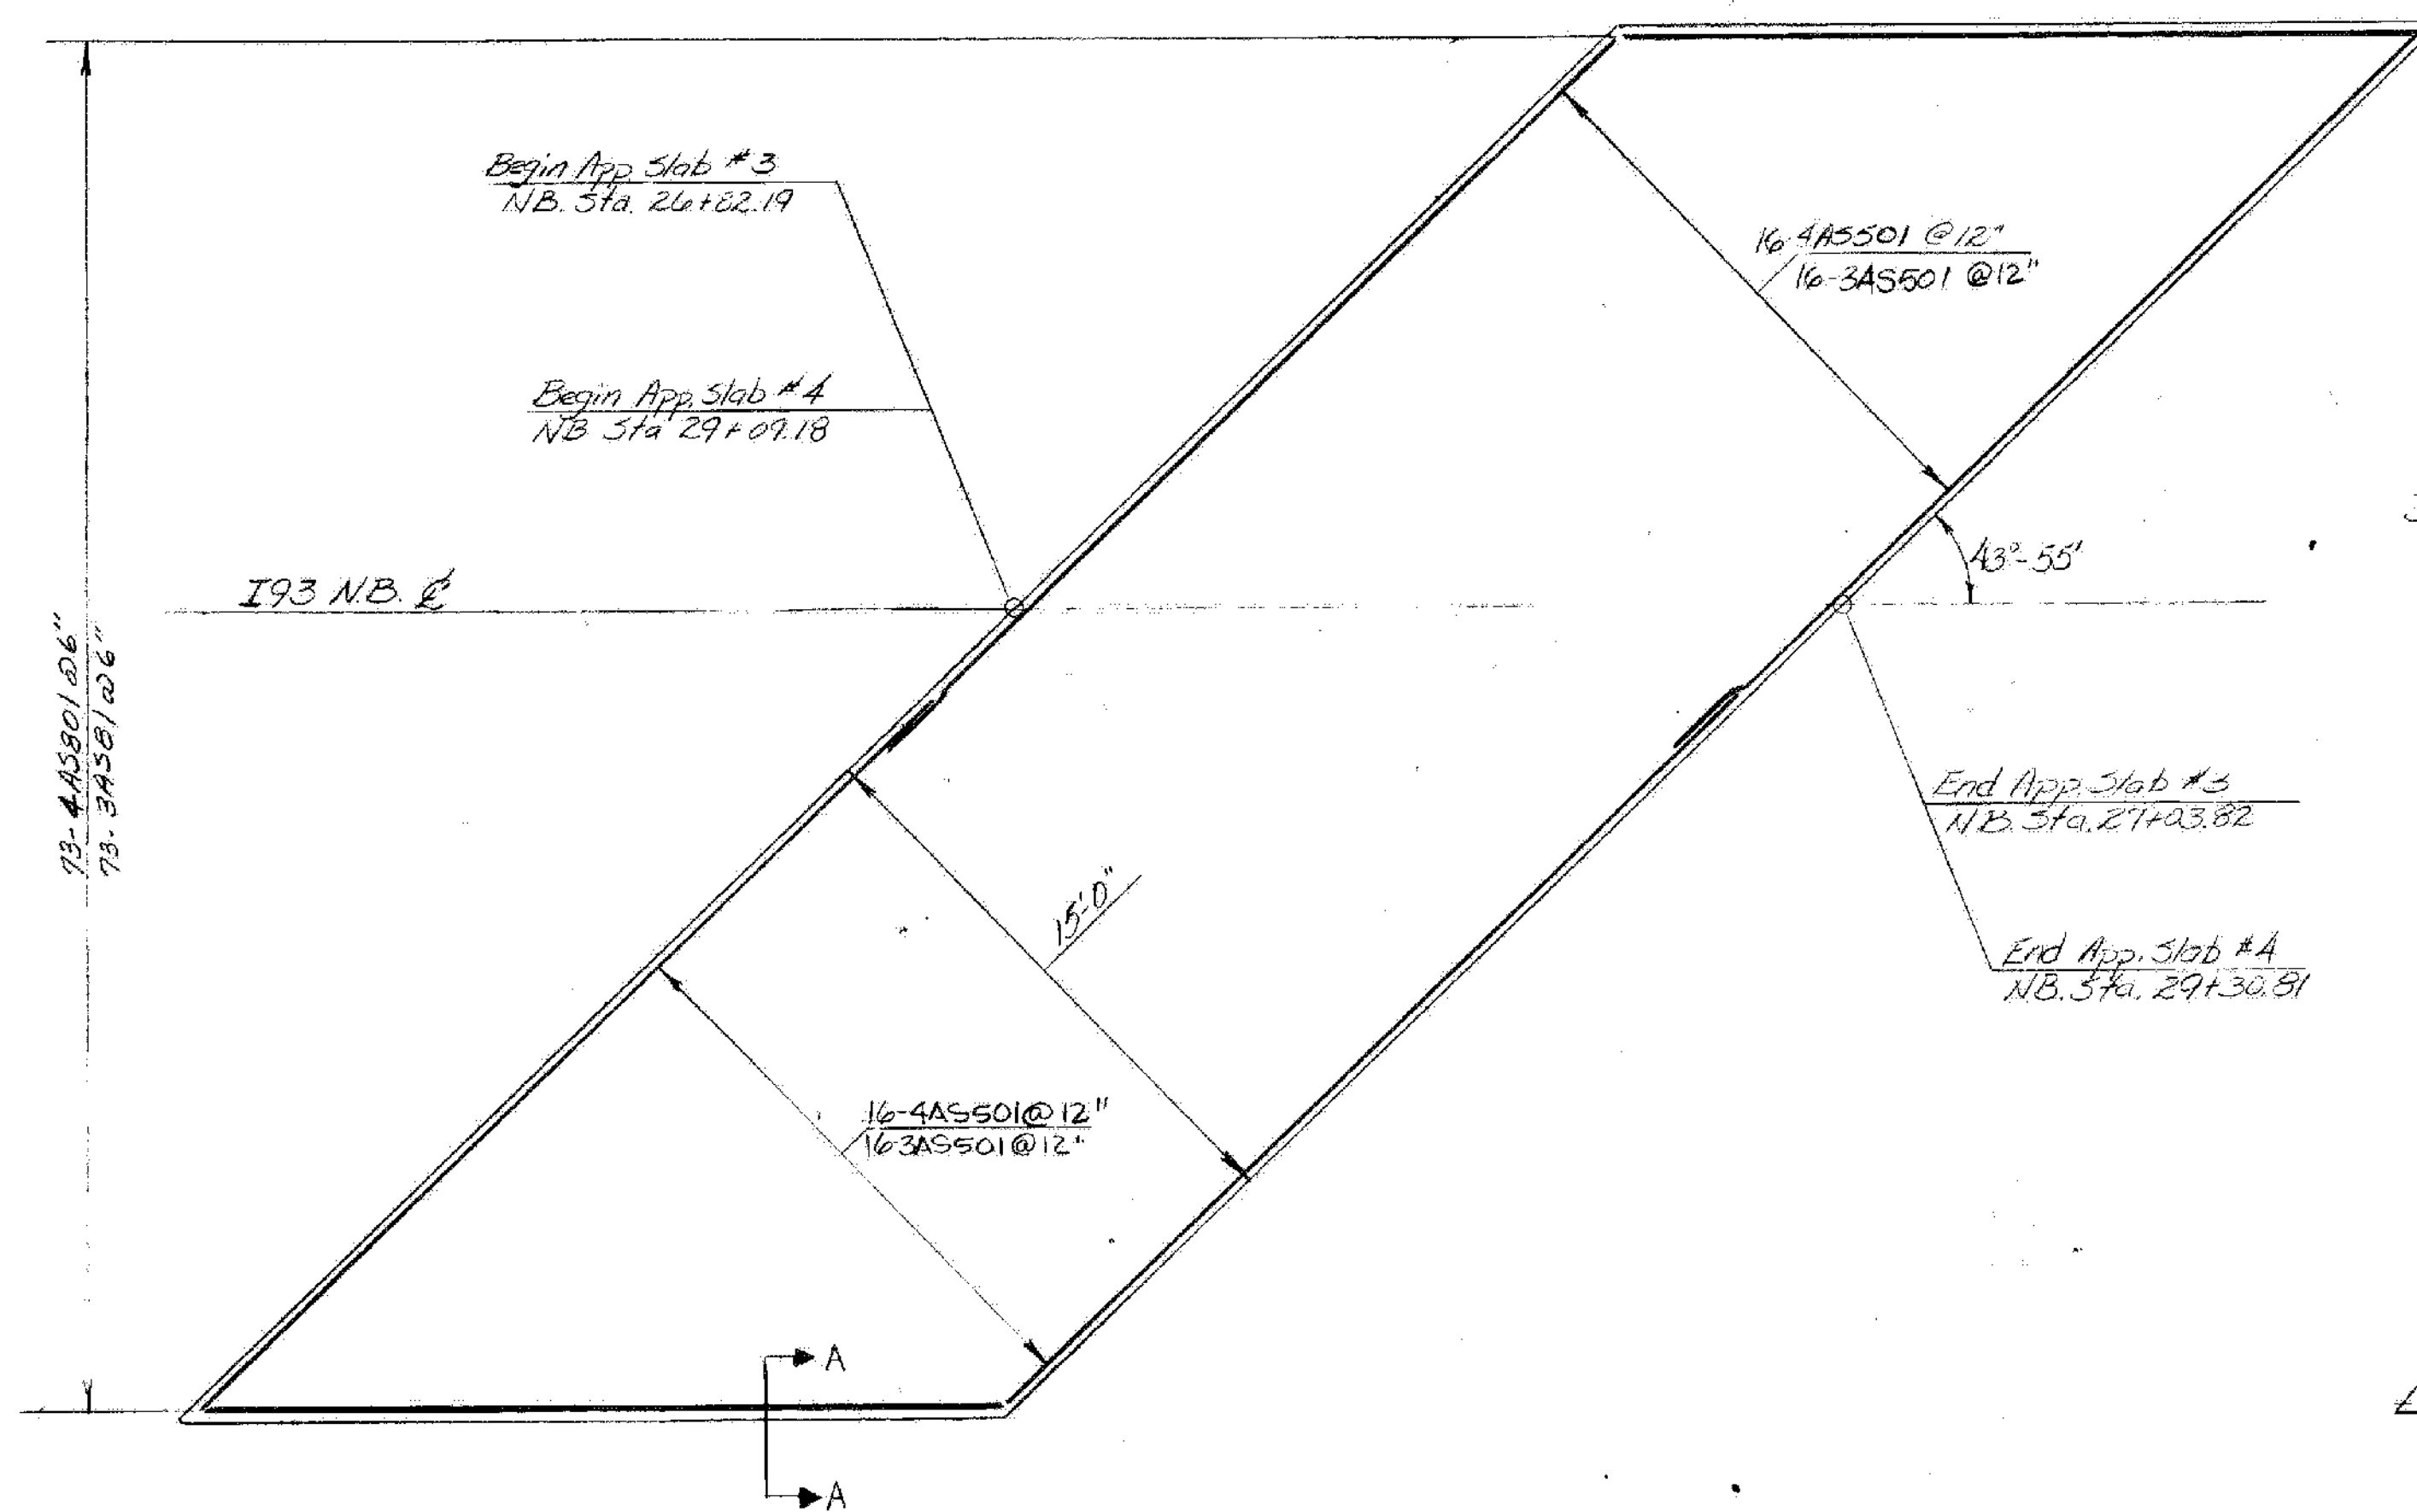 Begin App. Slab #3
NB. Sta. 26+82.19
16-4AS501 @12"
16-3AS501 @12"
Begin App. Slab #4
NB Sta 29+09.18
43°-55'
I93 N.B. ℄
73-4AS801@6"
73-3AS81@6"
End App. Slab #3
N.B. Sta. 27+03.82
15'-0"
End App. Slab #4
NB. Sta. 29+30.81
16-4AS501@12"
16-3AS501@12"
A
A